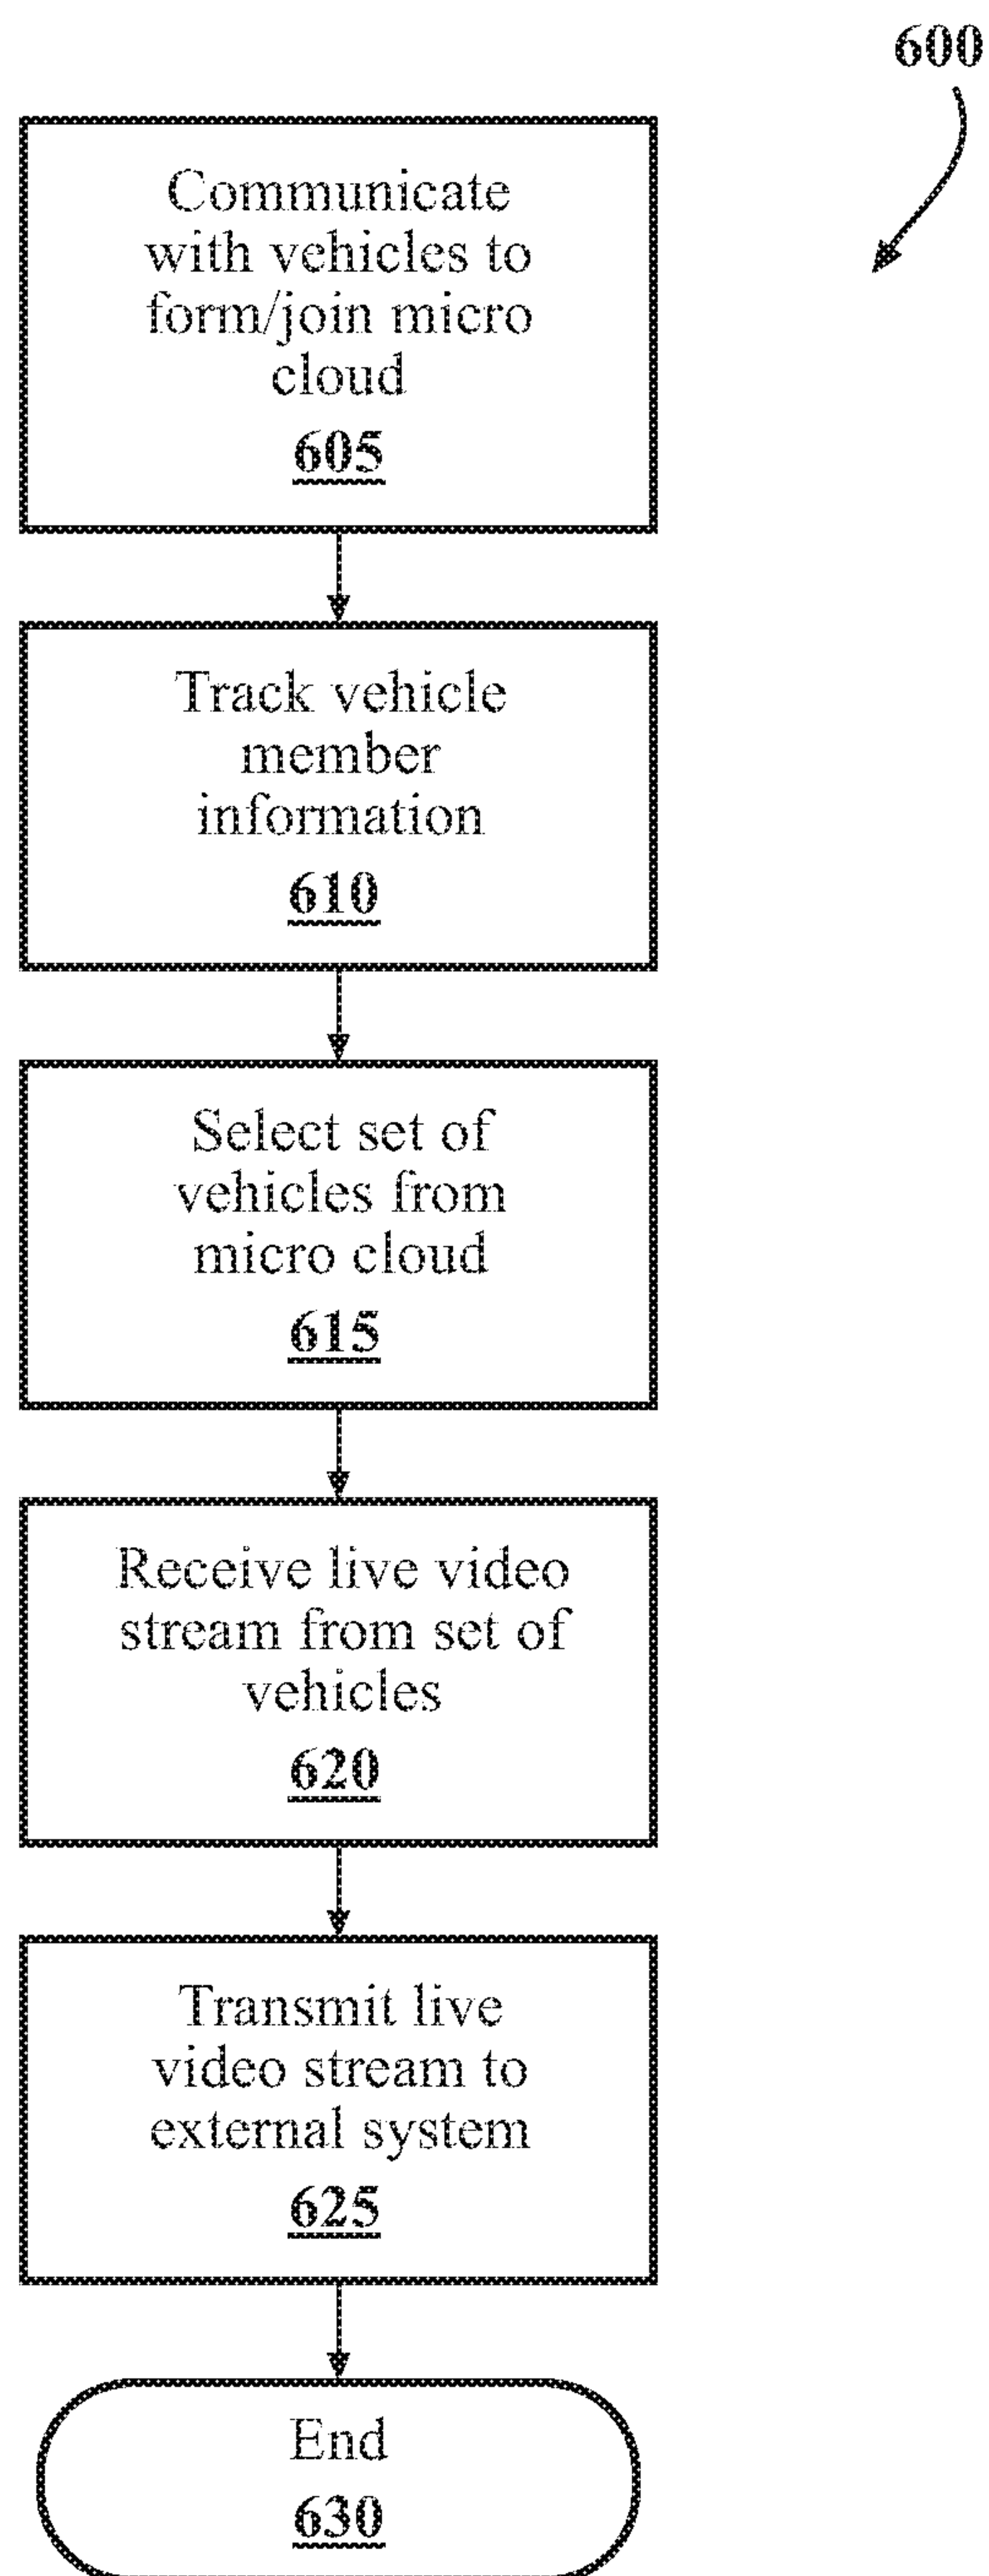 600
Communicate
with vehicles to
form/join micro
cloud
605
Track vehicle
member
information
610
Select set of
vehicles from
micro cloud
615
Receive live video
stream from set of
vehicles
620
Transmit live
video stream to
external system
625
End
630